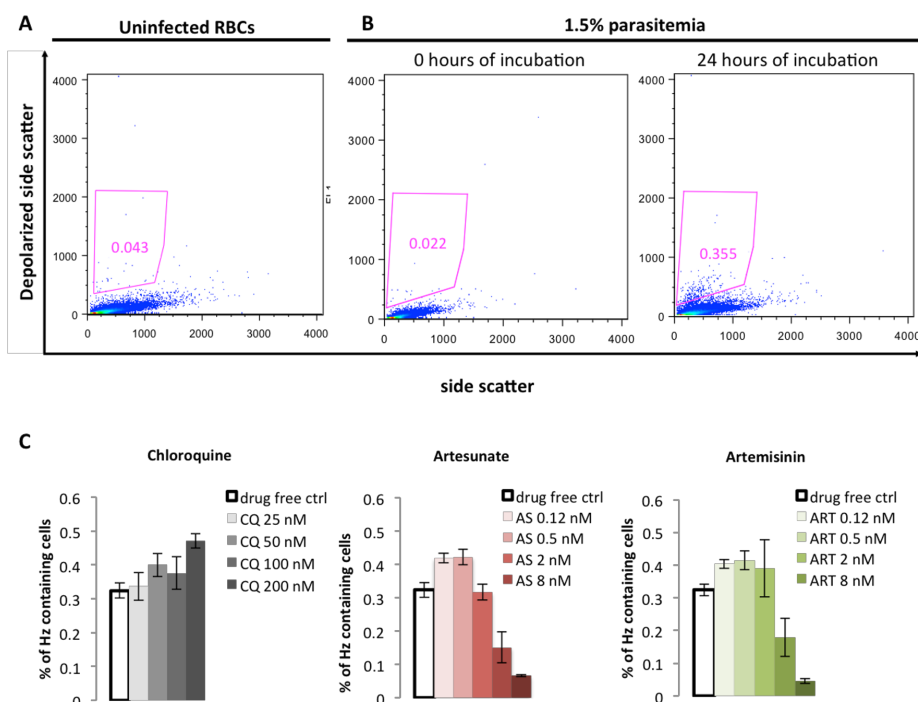 A
Uninfected RBCs
B
1.5% parasitemia
0 hours of incubation
24 hours of incubation
Depolarized side scatter
4000
3000
2000
1000
0
0.043
0 1000 2000 3000 4000
4000
3000
2000
1000
0
0.022
0 1000 2000 3000 4000
4000
3000
2000
1000
0
0.355
0 1000 2000 3000 4000
side scatter
C
Chloroquine
% of Hz containing cells
0.6
0.5
0.4
0.3
0.2
0.1
0
drug free ctrl
CQ 25 nM
CQ 50 nM
CQ 100 nM
CQ 200 nM
Artesunate
% of Hz containing cells
0.6
0.5
0.4
0.3
0.2
0.1
0
drug free ctrl
AS 0.12 nM
AS 0.5 nM
AS 2 nM
AS 8 nM
Artemisinin
% of Hz containing cells
0.6
0.5
0.4
0.3
0.2
0.1
0
drug free ctrl
ART 0.12 nM
ART 0.5 nM
ART 2 nM
ART 8 nM